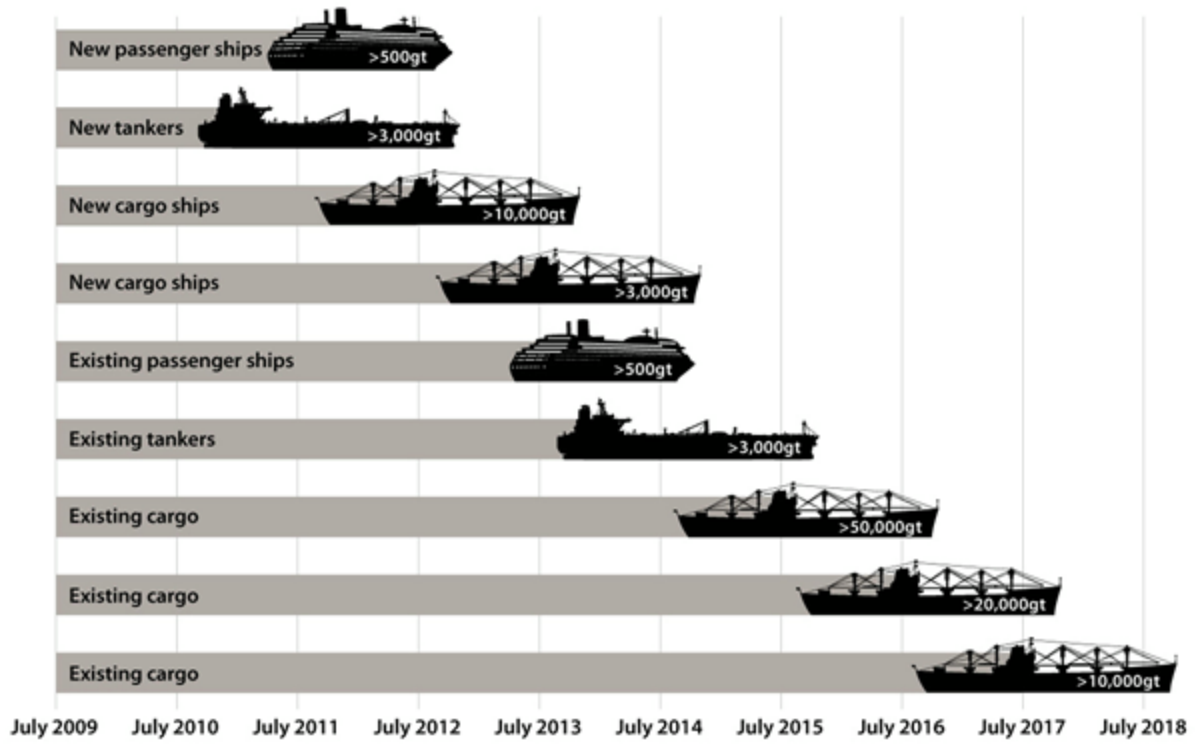 New passenger ships >500gt
New tankers >3,000gt
New cargo ships >10,000gt
New cargo ships >3,000gt
Existing passenger ships >500gt
Existing tankers >3,000gt
Existing cargo >50,000gt
Existing cargo >20,000gt
Existing cargo >10,000gt
July 2009 July 2010 July 2011 July 2012 July 2013 July 2014 July 2015 July 2016 July 2017 July 2018